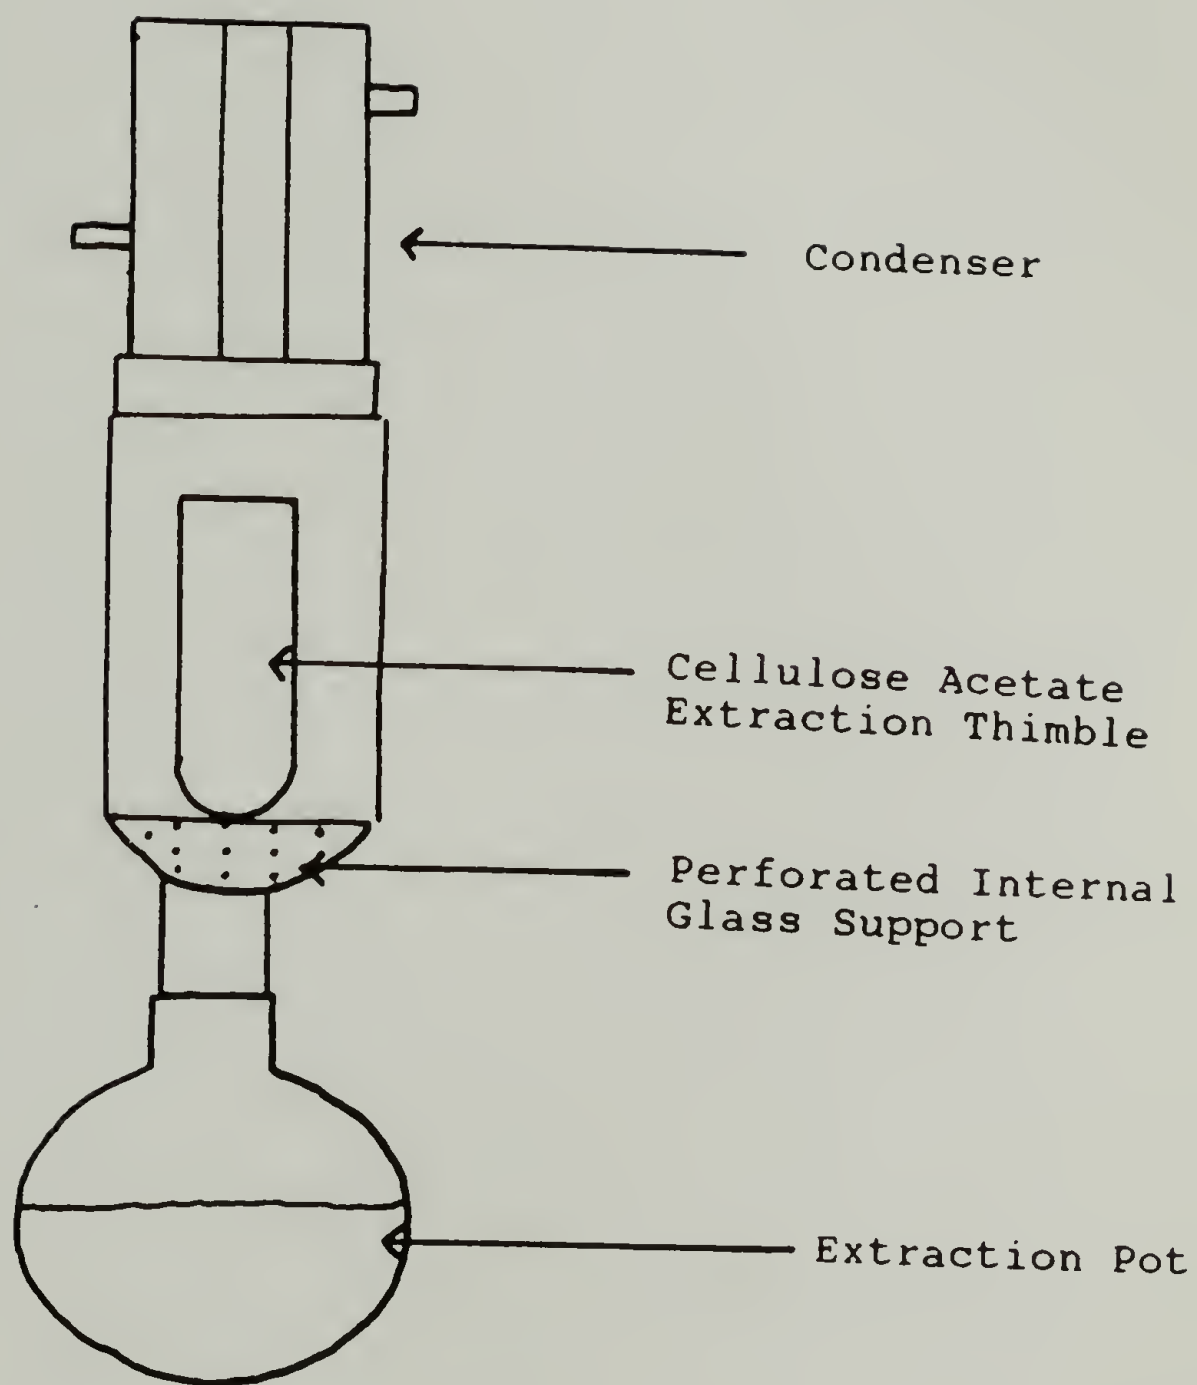 Condenser
Cellulose Acetate
Extraction Thimble
Perforated Internal
Glass Support
Extraction Pot